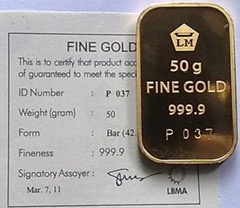 FINE GOLD
This is to certify that product acc
of guaranteed to meet the speci
ID Number : P 037
Weight (gram) : 50
Form : Bar (42.
Fineness : 999.9
Signatory Assayer :
Mar. 7, 11
LBMA
LM
50 g
FINE GOLD
999.9
P 037